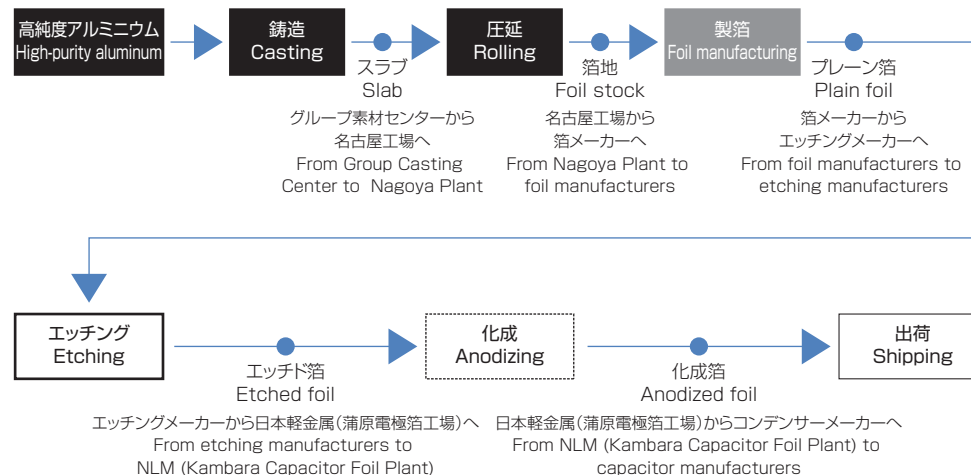 高純度アルミニウム
High-purity aluminum
鋳造
Casting
スラブ
Slab
グループ素材センターから
名古屋工場へ
From Group Casting
Center to Nagoya Plant
圧延
Rolling
箔地
Foil stock
名古屋工場から
箔メーカーへ
From Nagoya Plant to
foil manufacturers
製箔
Foil manufacturing
プレーン箔
Plain foil
箔メーカーから
エッチングメーカーへ
From foil manufacturers to
etching manufacturers
エッチング
Etching
エッチド箔
Etched foil
エッチングメーカーから日本軽金属(蒲原電極箔工場)へ
From etching manufacturers to
NLM (Kambara Capacitor Foil Plant)
化成
Anodizing
化成箔
Anodized foil
日本軽金属(蒲原電極箔工場)からコンデンサーメーカーへ
From NLM (Kambara Capacitor Foil Plant) to
capacitor manufacturers
出荷
Shipping